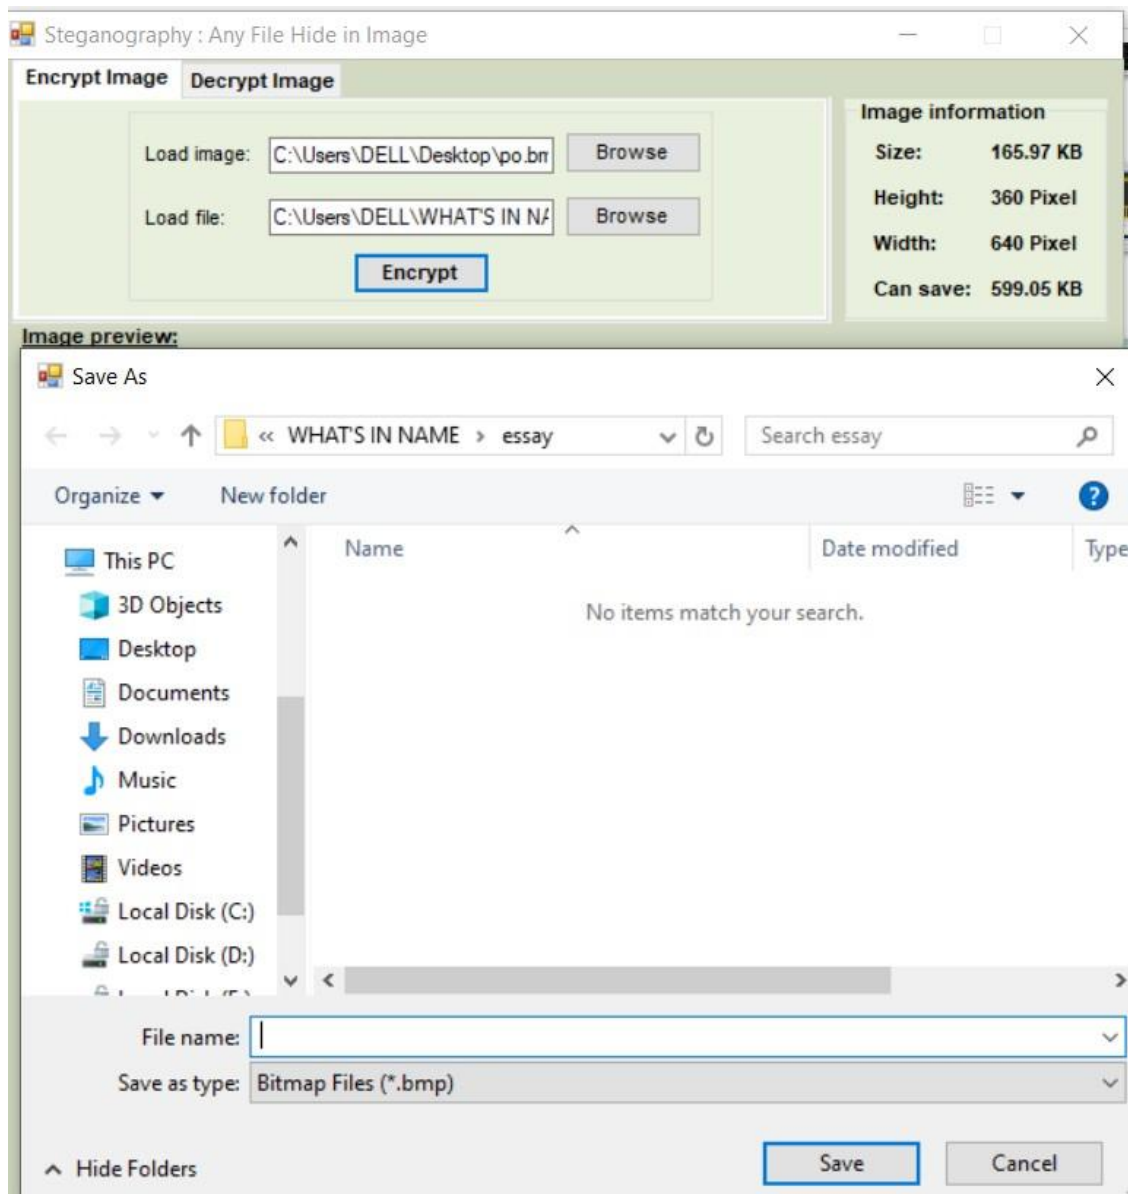 Steganography : Any File Hide in Image
Encrypt Image Decrypt Image
Load image: C:\Users\DELL\Desktop\po.bm Browse
Load file: C:\Users\DELL\WHAT'S IN NA Browse
Encrypt
Image information
Size: 165.97 KB
Height: 360 Pixel
Width: 640 Pixel
Can save: 599.05 KB
Image preview:
Save As
« WHAT'S IN NAME › essay
Search essay
Organize New folder
?
Name Date modified Type
No items match your search.
This PC
3D Objects
Desktop
Documents
Downloads
Music
Pictures
Videos
Local Disk (C:)
Local Disk (D:)
File name:
Save as type: Bitmap Files (*.bmp)
Hide Folders
Save Cancel